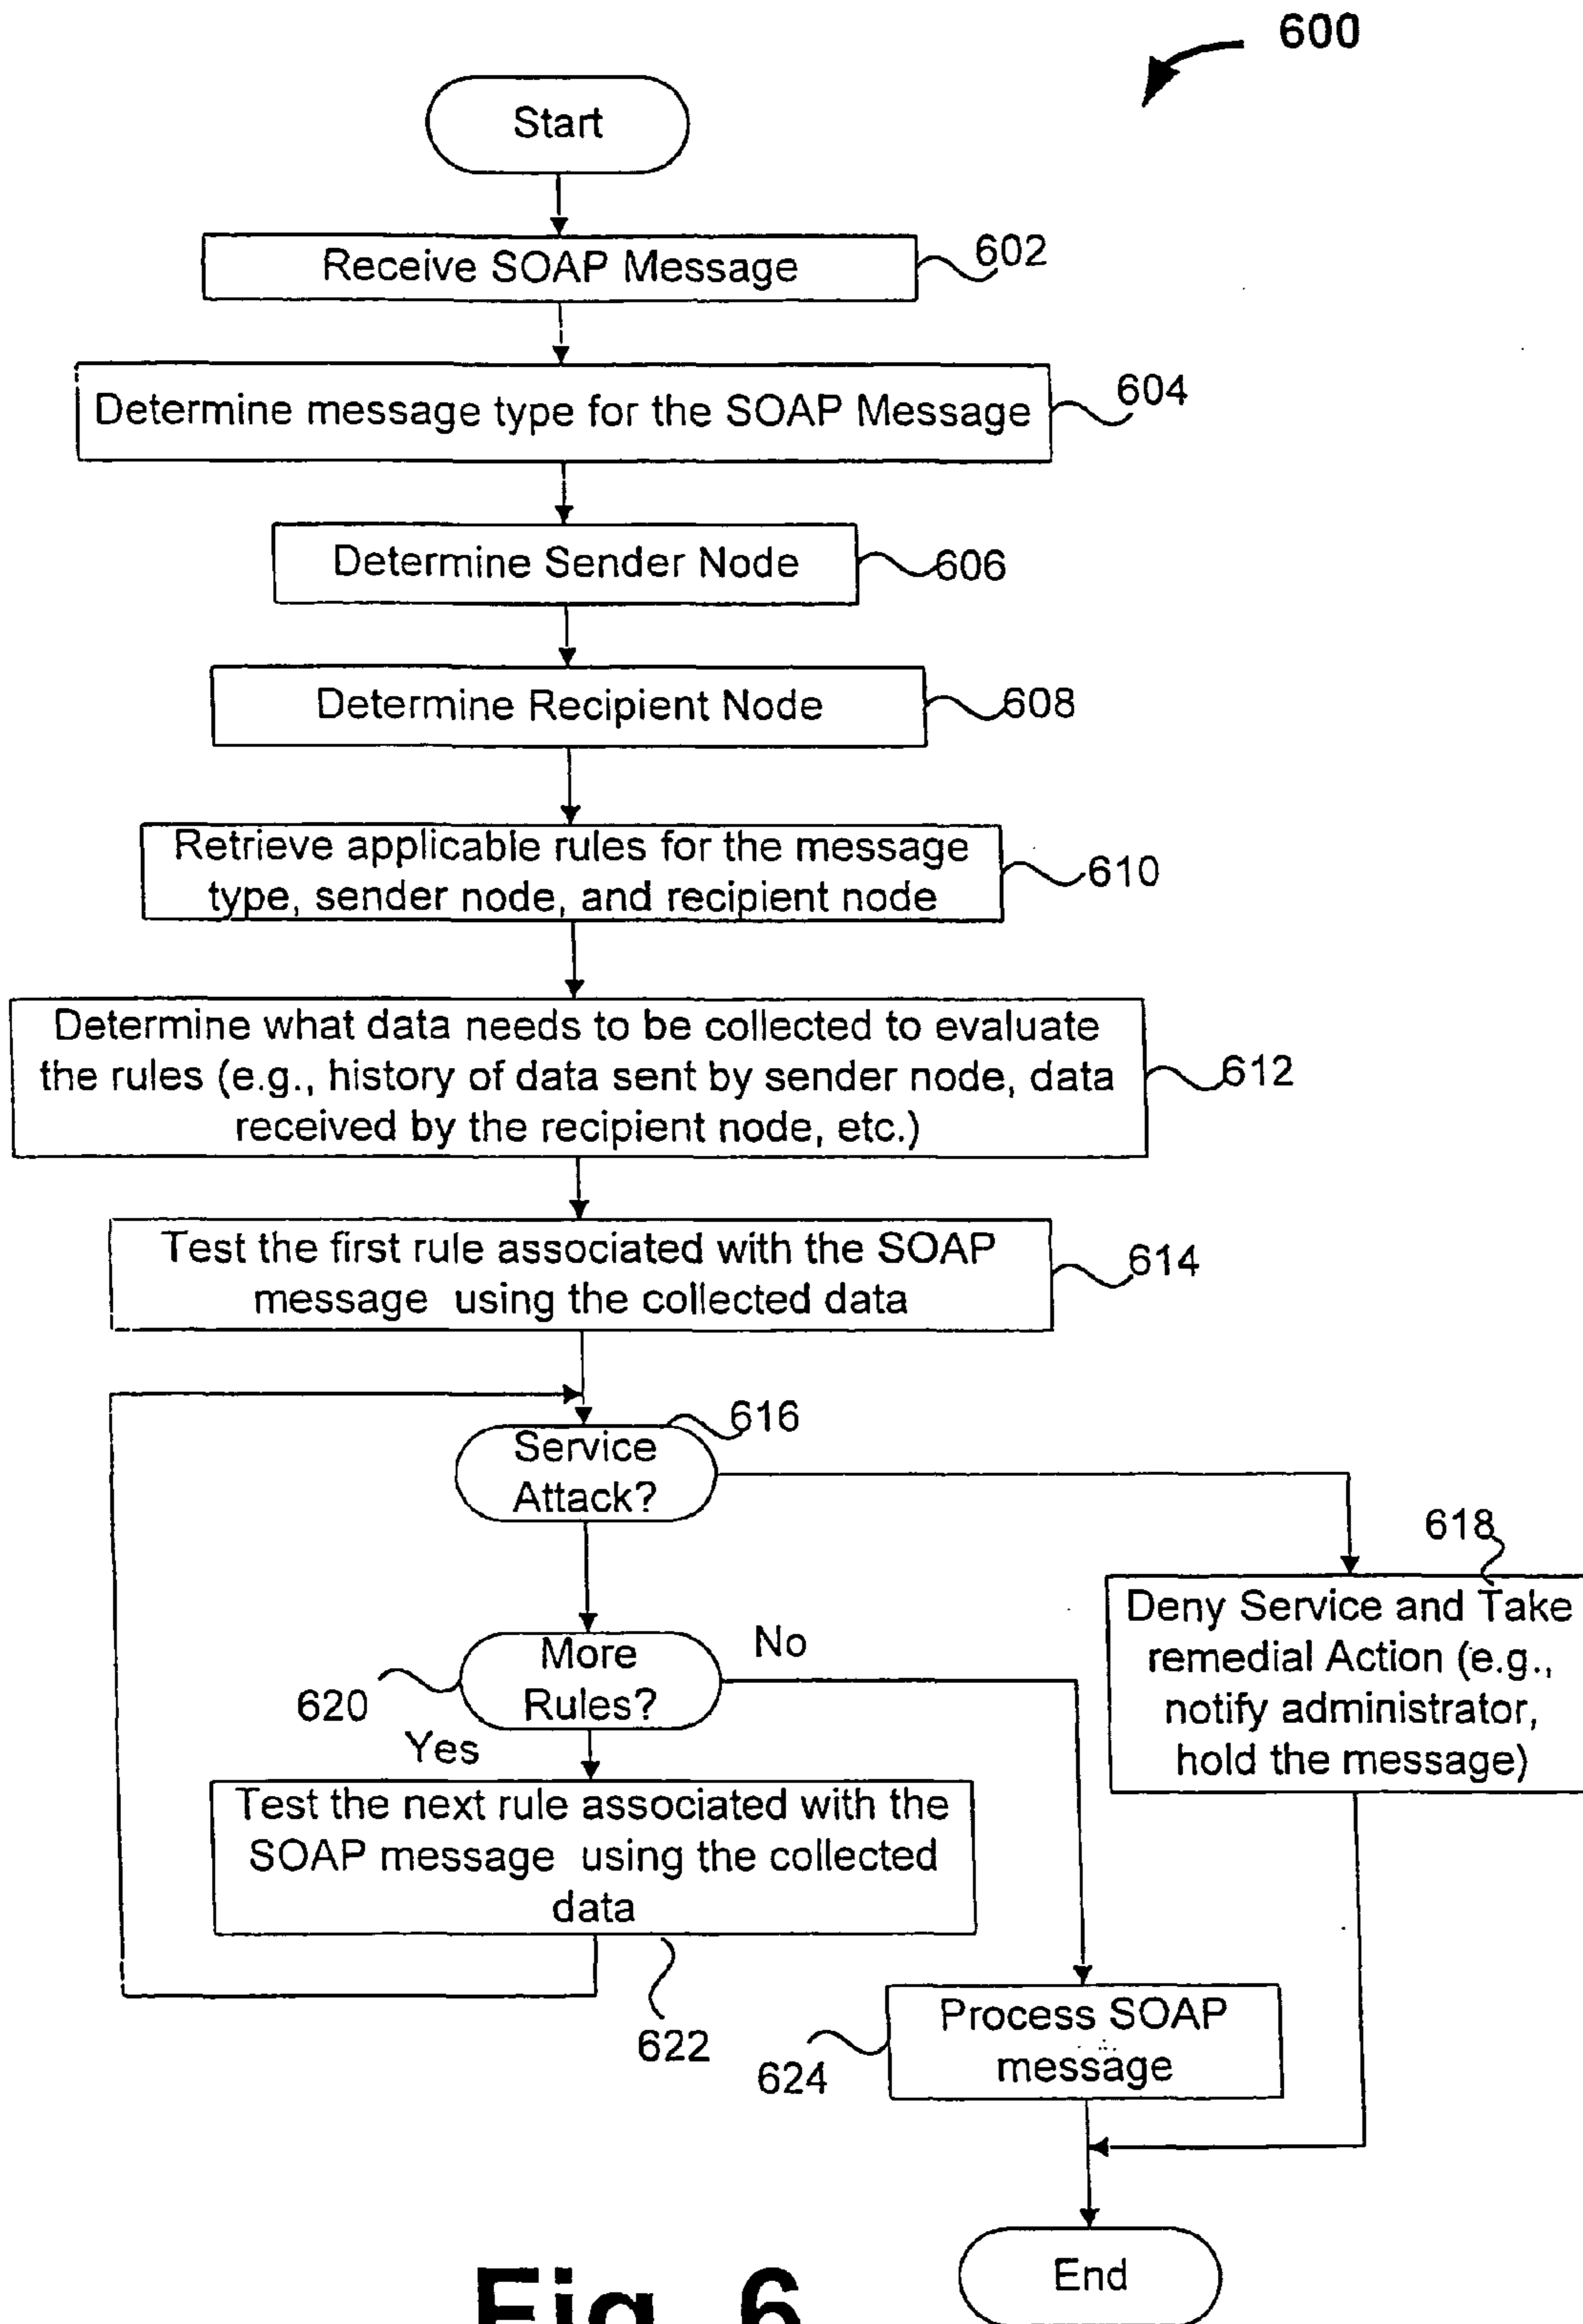 600
Start
Receive SOAP Message
602
Determine message type for the SOAP Message
604
Determine Sender Node
606
Determine Recipient Node
608
Retrieve applicable rules for the message
type, sender node, and recipient node
610
Determine what data needs to be collected to evaluate
the rules (e.g., history of data sent by sender node, data
received by the recipient node, etc.)
612
Test the first rule associated with the SOAP
message using the collected data
614
616
Service
Attack?
618
Deny Service and Take
remedial Action (e.g.,
notify administrator,
hold the message)
More
Rules?
No
620
Yes
Test the next rule associated with the
SOAP message using the collected
data
622
Process SOAP
message
624
End
Fig. 6